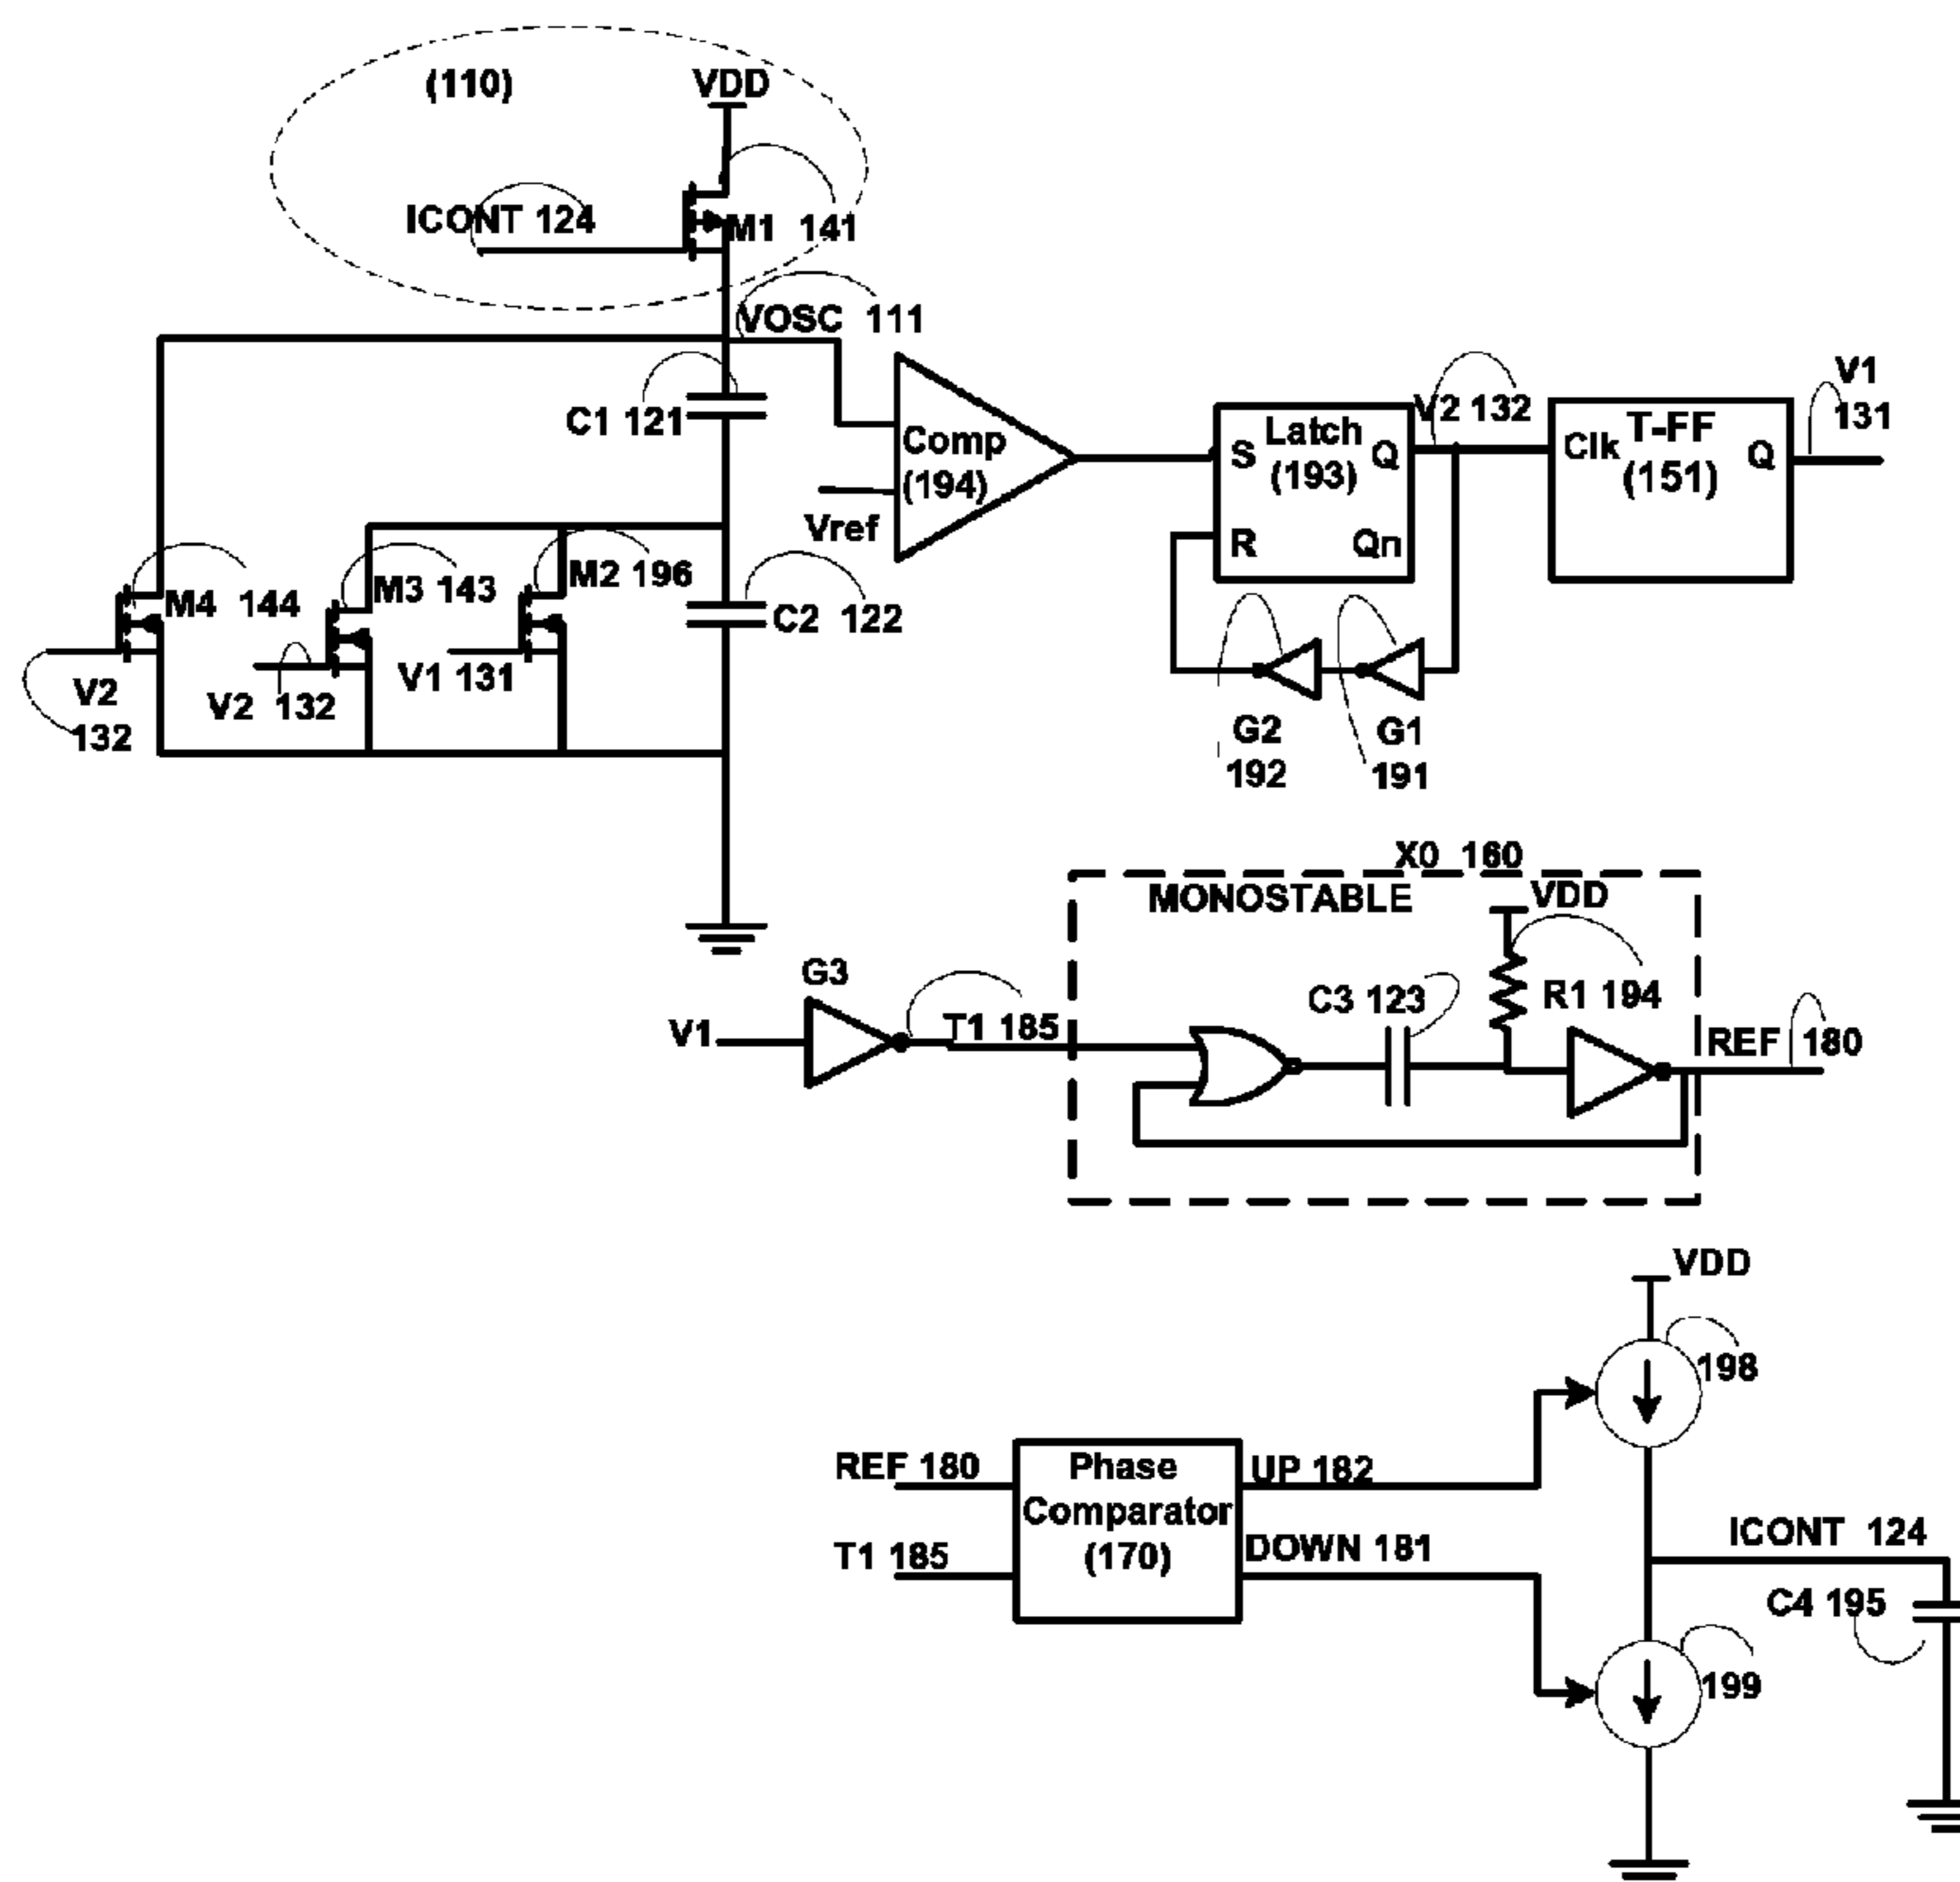 (110)
VDD
ICONT 124
M1 141
VOSC 111
C1 121
Comp
(194)
Vref
Latch
(193)
S
Q
R
Qn
V2 132
T-FF
(151)
Clk
Q
V1
131
M4 144
M3 143
M2 196
C2 122
V2
132
V2 132
V1 131
G2
192
G1
191
X0 160
MONOSTABLE
VDD
G3
V1
T1 185
C3 123
R1 194
REF 180
VDD
198
REF 180
T1 185
Phase
Comparator
(170)
UP 182
DOWN 181
ICONT 124
C4 195
199